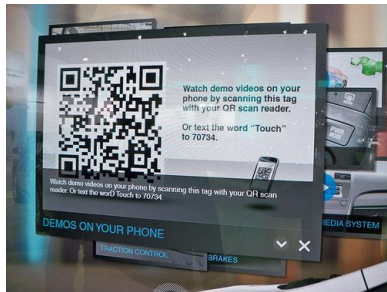 Watch demo videos on your
phone by scanning this tag
with your QR scan reader.
Or text the word "Touch"
to 70734.
Watch demo videos on your phone by scanning this tag with your QR scan
reader. Or text the worD Touch to 70734.
DEMOS ON YOUR PHONE
TRACTION CONTROL
BRAKES
EDIA SYSTEM